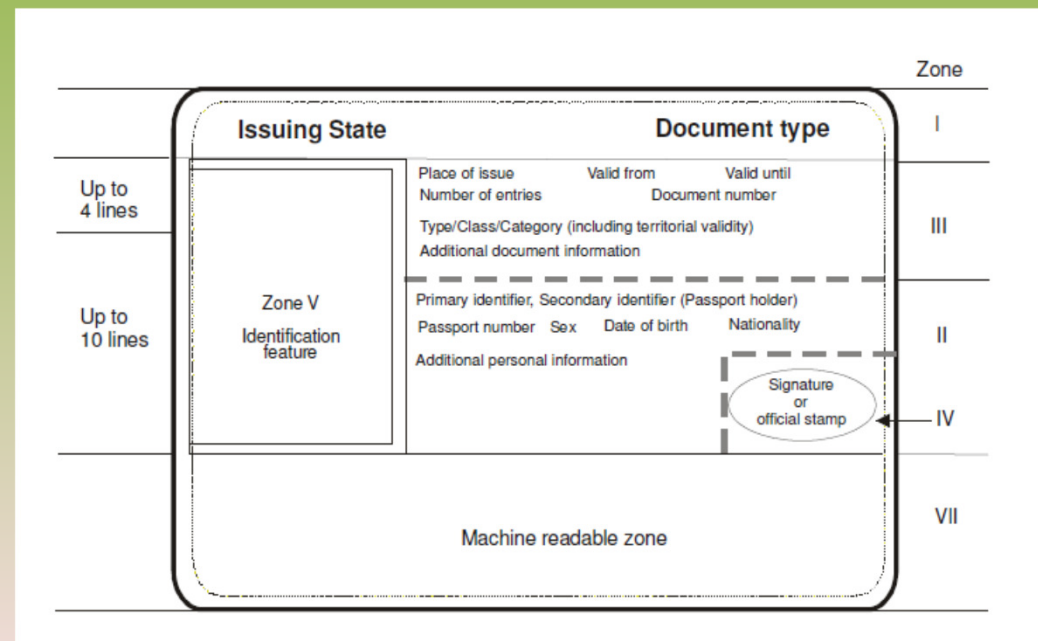 Zone
Issuing State Document type I
Up to
4 lines
Place of issue Valid from Valid until
Number of entries Document number
Type/Class/Category (including territorial validity)
Additional document information
III
Up to
10 lines
Zone V
Identification
feature
Primary identifier, Secondary identifier (Passport holder)
Passport number Sex Date of birth Nationality
Additional personal information
II
Signature
or
official stamp
IV
Machine readable zone
VII